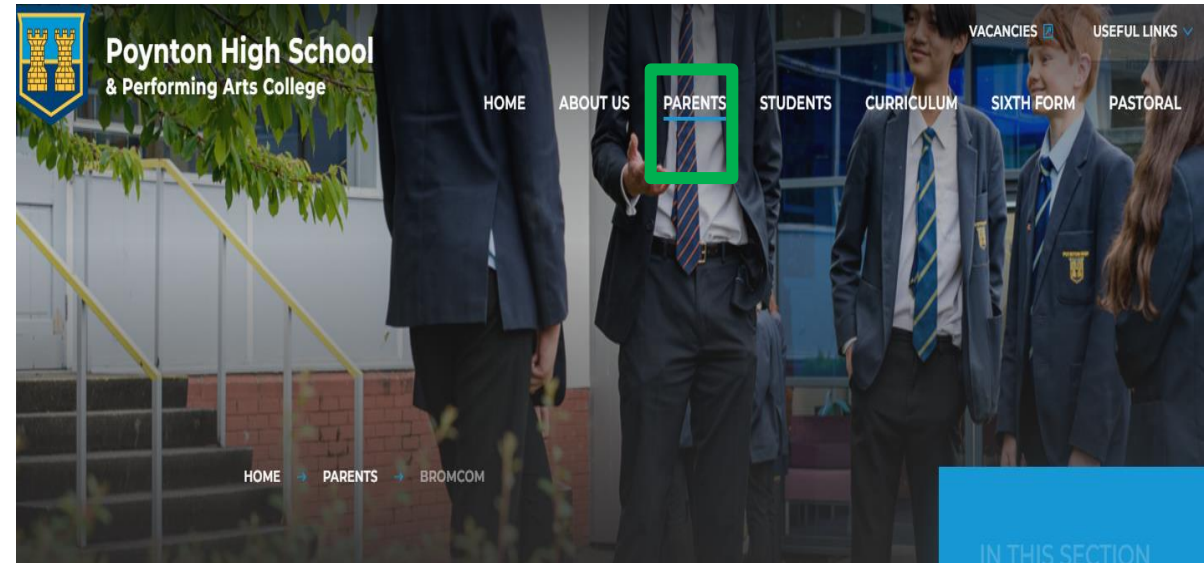 VACANCIES USEFUL LINKS
Poynton High School
& Performing Arts College
HOME ABOUT US PARENTS STUDENTS CURRICULUM SIXTH FORM PASTORAL
HOME → PARENTS → BROMCOM
IN THIS SECTION